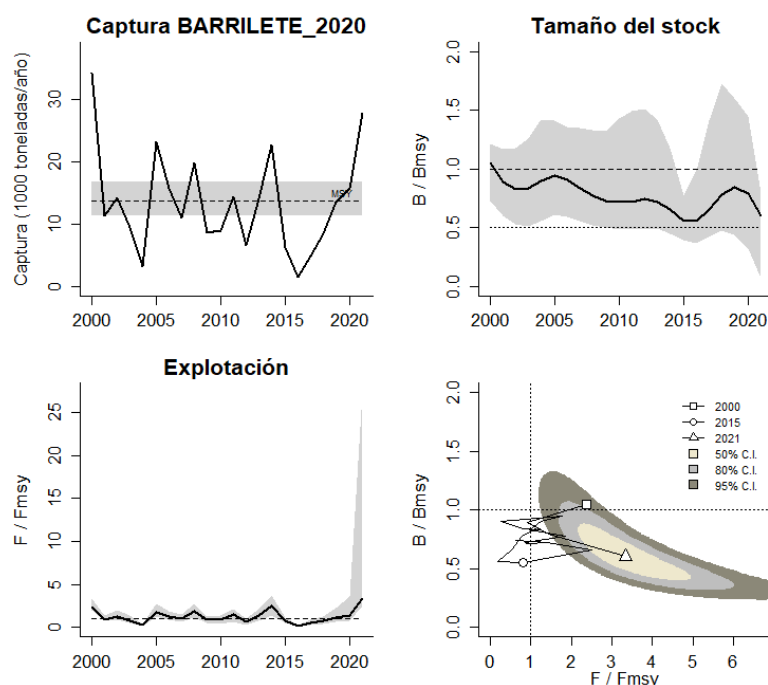 Captura BARRILETE_2020
Captura (1000 toneladas/año)
30
20
10
0
MSY
2000 2005 2010 2015 2020
Tamaño del stock
B / Bmsy
2.0
1.5
1.0
0.5
0.0
2000 2005 2010 2015 2020
Explotación
F / Fmsy
25
20
15
10
5
0
2000 2005 2010 2015 2020
B / Bmsy
2.0
1.5
1.0
0.5
0.0
2000
2015
2021
50% C.I.
80% C.I.
95% C.I.
0 1 2 3 4 5 6
F / Fmsy